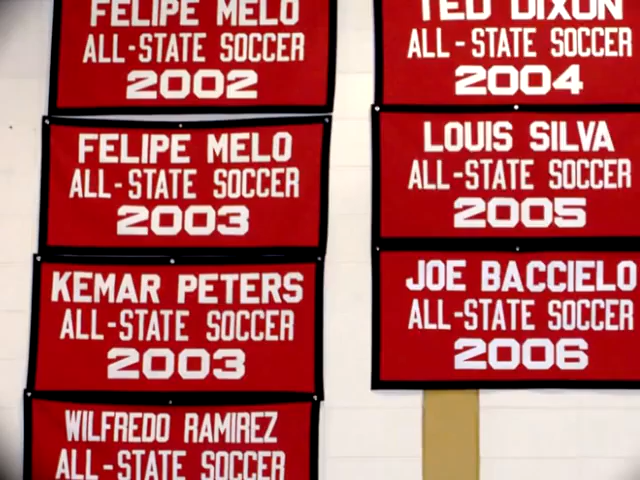 FELIPE MELO
ALL-STATE SOCCER
2002
FELIPE MELO
ALL-STATE SOCCER
2003
KEMAR PETERS
ALL-STATE SOCCER
2003
WILFREDO RAMIREZ
ALL-STATE SOCCER
TED DIXON
ALL-STATE SOCCER
2004
LOUIS SILVA
ALL-STATE SOCCER
2005
JOE BACCIELO
ALL-STATE SOCCER
2006